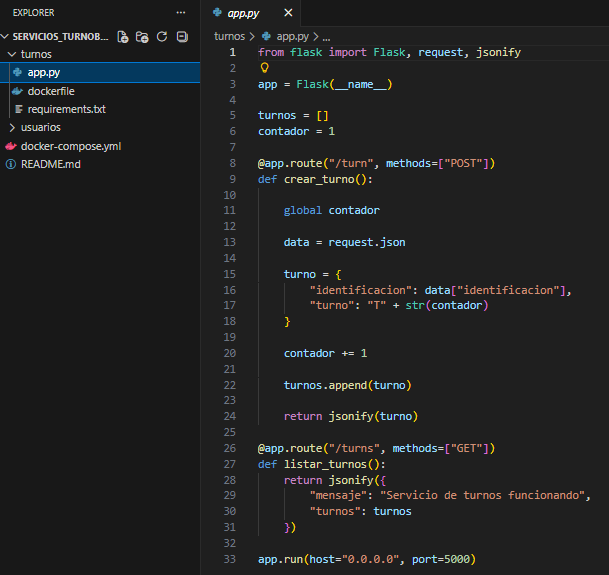 EXPLORER
...
SERVICIOS_TURNOB...
turnos
app.py
dockerfile
requirements.txt
usuarios
docker-compose.yml
README.md
app.py
turnos > app.py > ...
1 from flask import Flask, request, jsonify
2
3 app = Flask(__name__)
4
5 turnos = []
6 contador = 1
7
8 @app.route("/turn", methods=["POST"])
9 def crear_turno():
10
11     global contador
12
13     data = request.json
14
15     turno = {
16         "identificacion": data["identificacion"],
17         "turno": "T" + str(contador)
18     }
19
20     contador += 1
21
22     turnos.append(turno)
23
24     return jsonify(turno)
25
26 @app.route("/turns", methods=["GET"])
27 def listar_turnos():
28     return jsonify({
29         "mensaje": "Servicio de turnos funcionando",
30         "turnos": turnos
31     })
32
33 app.run(host="0.0.0.0", port=5000)